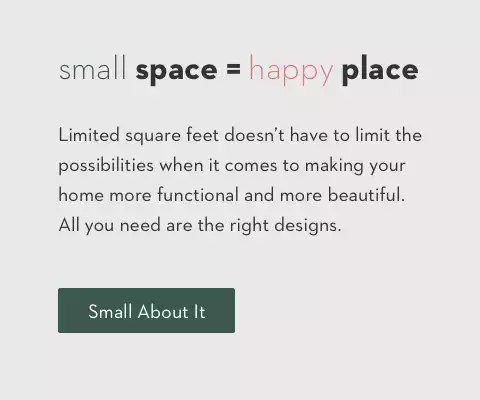 small space = happy place
Limited square feet doesn’t have to limit the
possibilities when it comes to making your
home more functional and more beautiful.
All you need are the right designs.
Small About It